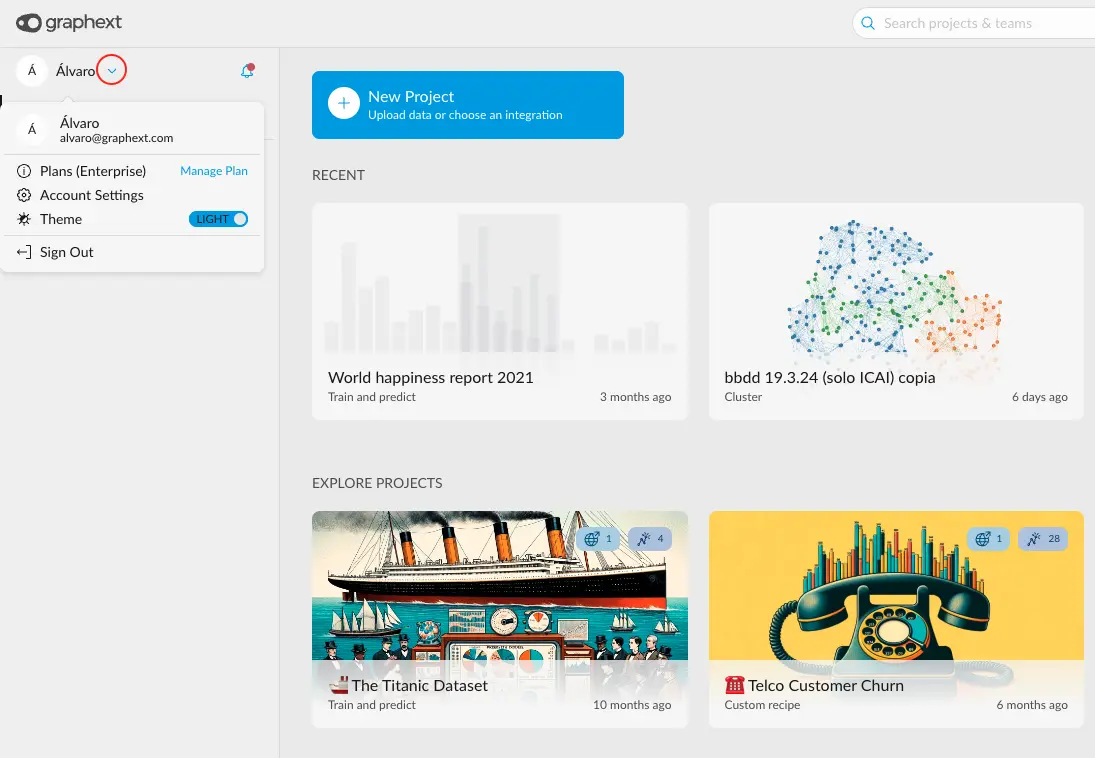 graphext
Search projects & teams
Á
Álvaro
Á
Álvaro
alvaro@graphext.com
Plans (Enterprise)
Manage Plan
Account Settings
Theme
LIGHT
Sign Out
New Project
Upload data or choose an integration
RECENT
World happiness report 2021
Train and predict
3 months ago
bbdd 19.3.24 (solo ICAI) copia
Cluster
6 days ago
EXPLORE PROJECTS
1
4
The Titanic Dataset
Train and predict
10 months ago
1
28
Telco Customer Churn
Custom recipe
6 months ago